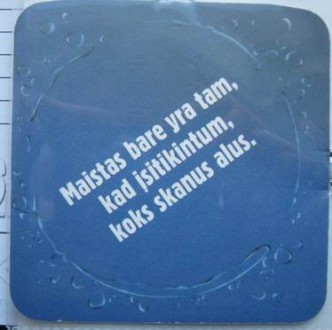 Maistas bare yra tam,
kad įsitikintum,
koks skanus alus.